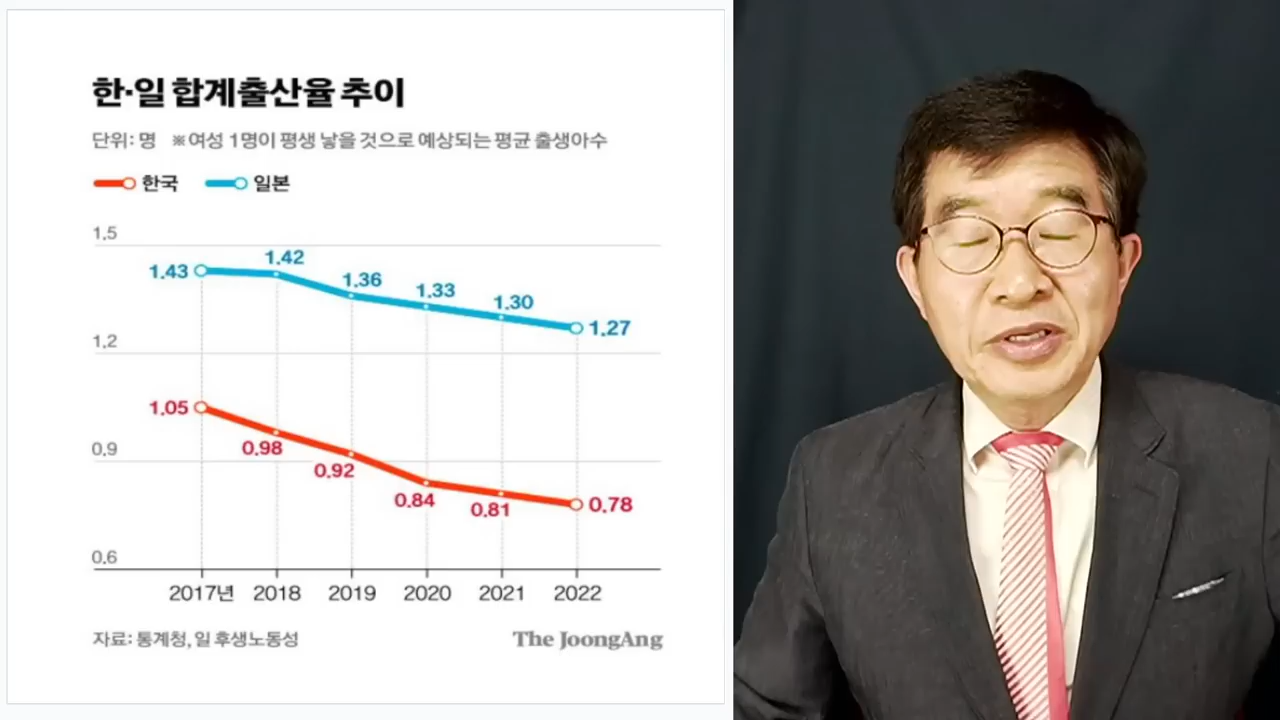 한·일 합계출산율 추이
단위: 명 ※여성 1명이 평생 낳을 것으로 예상되는 평균 출생아수
한국 일본
1.5
1.43 1.42 1.36 1.33 1.30 1.27
1.2
1.05 0.98 0.92 0.84 0.81 0.78
0.9
0.6
2017년 2018 2019 2020 2021 2022
자료: 통계청, 일 후생노동성 The JoongAng